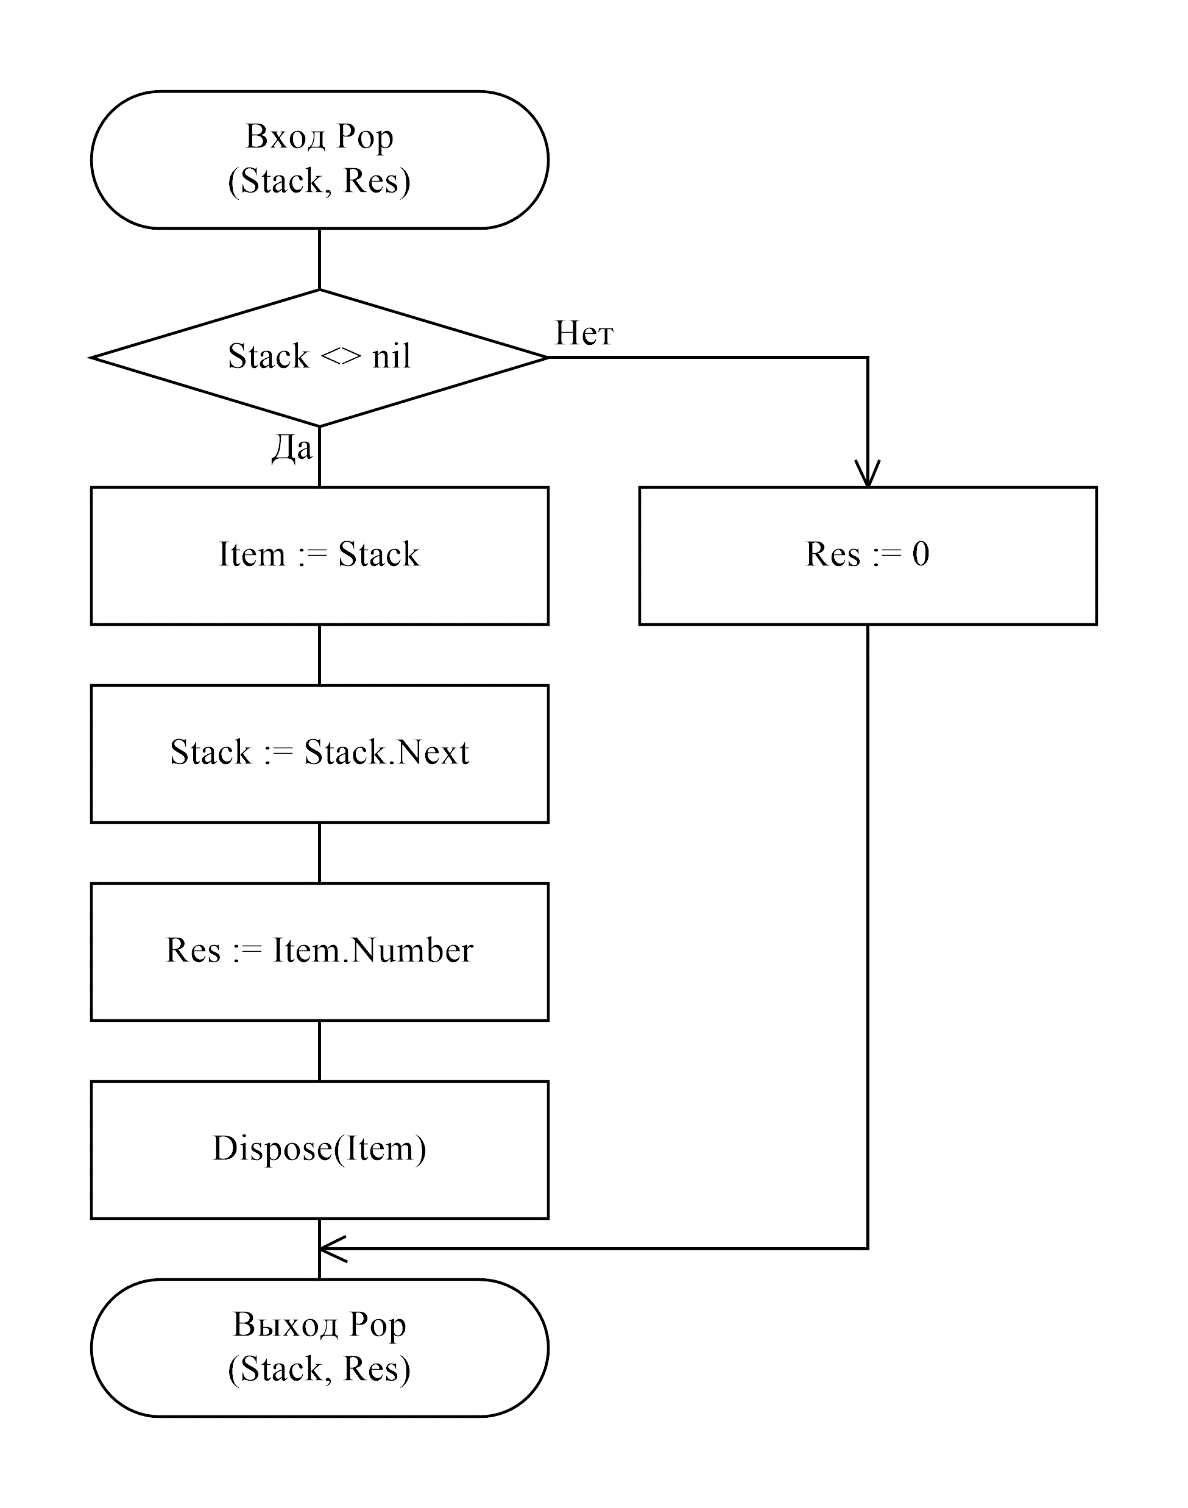 Вход Pop
(Stack, Res)
Stack <> nil
Нет
Да
Item := Stack
Res := 0
Stack := Stack.Next
Res := Item.Number
Dispose(Item)
Выход Pop
(Stack, Res)